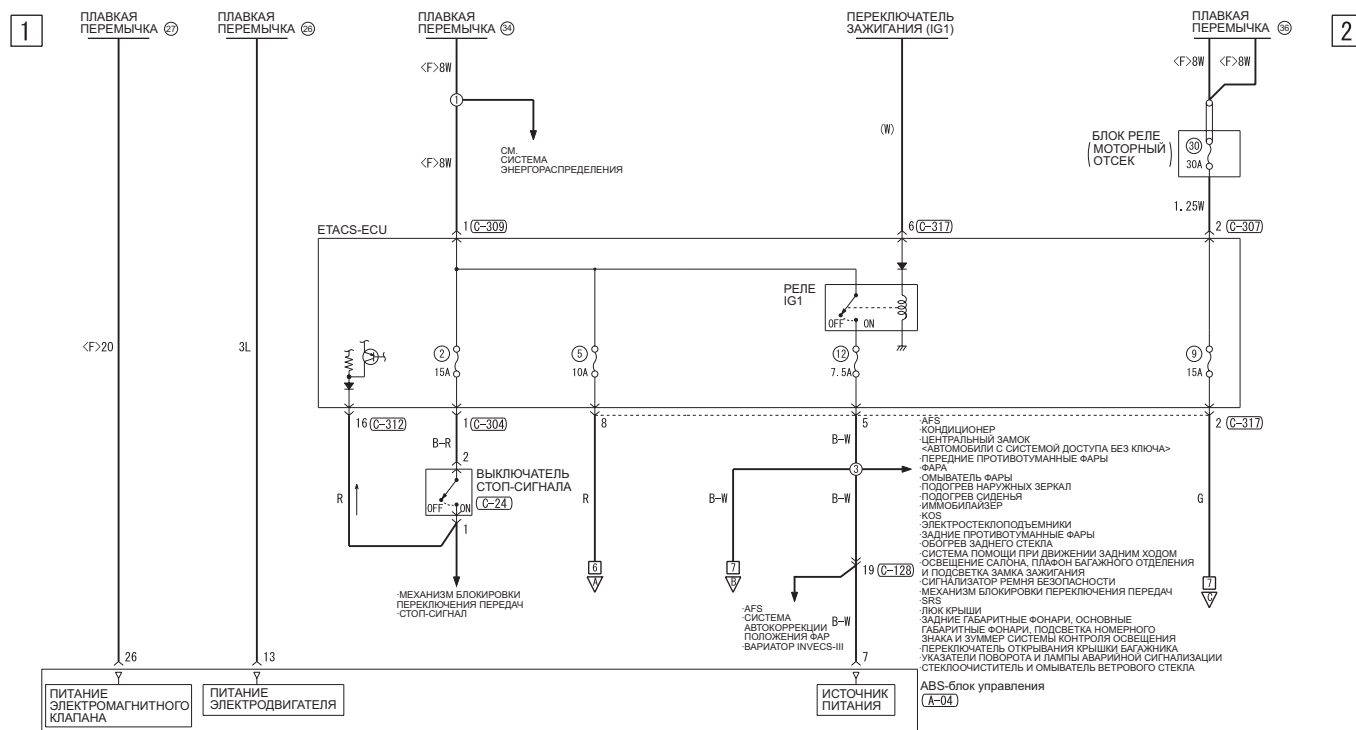 1
ПЛАВКАЯ
ПЕРЕМЫЧКА 27
ПЛАВКАЯ
ПЕРЕМЫЧКА 26
ПЛАВКАЯ
ПЕРЕМЫЧКА 34
ПЕРЕКЛЮЧАТЕЛЬ
ЗАЖИГАНИЯ (IG1)
ПЛАВКАЯ
ПЕРЕМЫЧКА 36
2
<F>8W
<F>8W
<F>8W
1
(W)
СМ.
СИСТЕМА
ЭНЕРГОРАСПРЕДЕЛЕНИЯ
<F>8W
БЛОК РЕЛЕ
(МОТОРНЫЙ
ОТСЕК)
30
30A
1.25W
ETACS-ECU
1 (C-309)
6 (C-317)
2 (C-307)
РЕЛЕ
IG1
OFF
ON
<F>20
3L
2
15A
5
10A
12
7.5A
9
15A
16 (C-312)
1 (C-304)
8
5
2 (C-317)
B-R
B-W
2
ВЫКЛЮЧАТЕЛЬ
СТОП-СИГНАЛА
(C-24)
OFF
ON
1
R
R
3
B-W
B-W
G
·AFS
·КОНДИЦИОНЕР
·ЦЕНТРАЛЬНЫЙ ЗАМОК
<АВТОМОБИЛИ С СИСТЕМОЙ ДОСТУПА БЕЗ КЛЮЧА>
·ПЕРЕДНИЕ ПРОТИВОТУМАННЫЕ ФАРЫ
·ФАРА
·ОМЫВАТЕЛЬ ФАРЫ
·ПОДОГРЕВ НАРУЖНЫХ ЗЕРКАЛ
·ПОДОГРЕВ СИДЕНЬЯ
·ИММОБИЛАЙЗЕР
·KOS
·ЭЛЕКТРОСТЕКЛОПОДЪЕМНИКИ
·ЗАДНИЕ ПРОТИВОТУМАННЫЕ ФАРЫ
·ОБОГРЕВ ЗАДНЕГО СТЕКЛА
·СИСТЕМА ПОМОЩИ ПРИ ДВИЖЕНИИ ЗАДНИМ ХОДОМ
·ОСВЕЩЕНИЕ САЛОНА, ПЛАФОН БАГАЖНОГО ОТДЕЛЕНИЯ
И ПОДСВЕТКА ЗАМКА ЗАЖИГАНИЯ
·СИГНАЛИЗАТОР РЕМНЯ БЕЗОПАСНОСТИ
·МЕХАНИЗМ БЛОКИРОВКИ ПЕРЕКЛЮЧЕНИЯ ПЕРЕДАЧ
·SRS
·ЛЮК КРЫШИ
·ЗАДНИЕ ГАБАРИТНЫЕ ФОНАРИ, ОСНОВНЫЕ
ГАБАРИТНЫЕ ФОНАРИ, ПОДСВЕТКА НОМЕРНОГО
ЗНАКА И ЗУММЕР СИСТЕМЫ КОНТРОЛЯ ОСВЕЩЕНИЯ
·ПЕРЕКЛЮЧАТЕЛЬ ОТКРЫВАНИЯ КРЫШКИ БАГАЖНИКА
·УКАЗАТЕЛИ ПОВОРОТА И ЛАМПЫ АВАРИЙНОЙ СИГНАЛИЗАЦИИ
·СТЕКЛООЧИСТИТЕЛЬ И ОМЫВАТЕЛЬ ВЕТРОВОГО СТЕКЛА
6
A
7
B
19 (C-128)
7
C
·МЕХАНИЗМ БЛОКИРОВКИ
ПЕРЕКЛЮЧЕНИЯ ПЕРЕДАЧ
·СТОП-СИГНАЛ
·AFS
·СИСТЕМА
АВТОКОРРЕКЦИИ
ПОЛОЖЕНИЯ ФАР
·ВАРИАТОР INVECS-III
B-W
26
13
7
ПИТАНИЕ
ЭЛЕКТРОМАГНИТНОГО
КЛАПАНА
ПИТАНИЕ
ЭЛЕКТРОДВИГАТЕЛЯ
ИСТОЧНИК
ПИТАНИЯ
ABS-блок управления
(A-04)